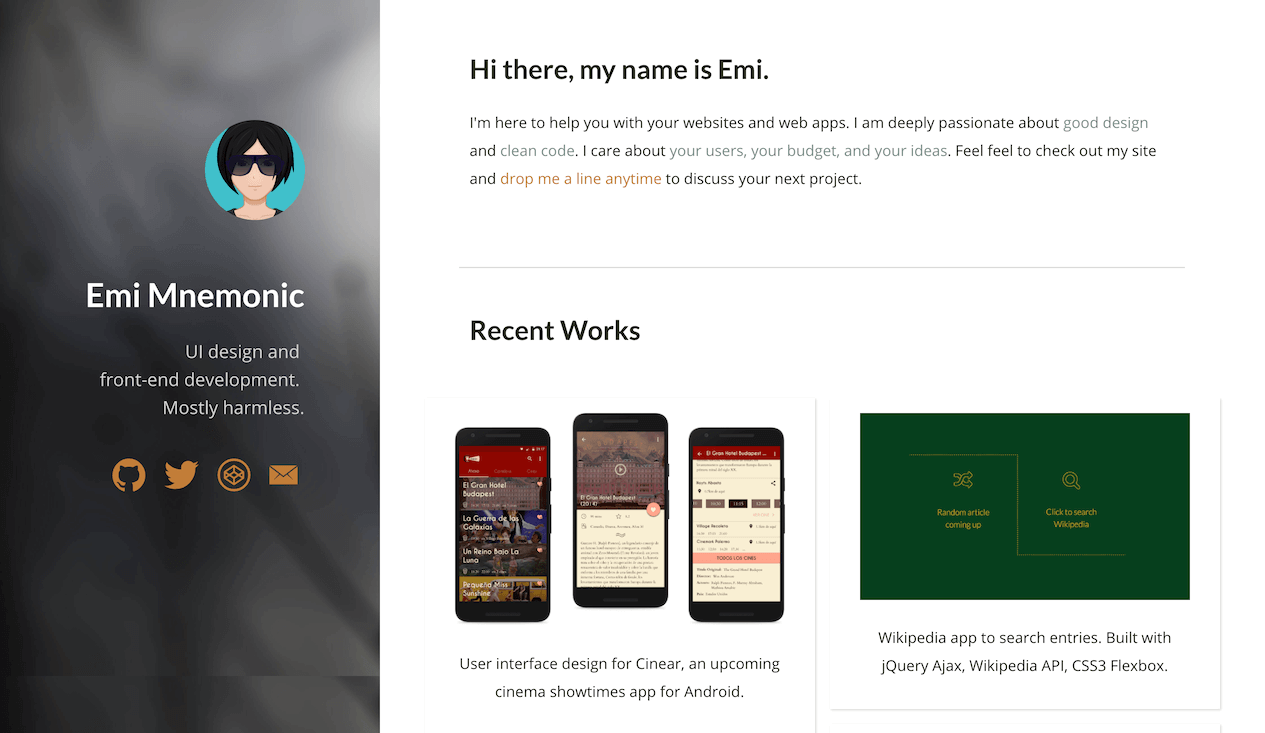 Emi Mnemonic
UI design and
front-end development.
Mostly harmless.
Hi there, my name is Emi.
I'm here to help you with your websites and web apps. I am deeply passionate about good design
and clean code. I care about your users, your budget, and your ideas. Feel feel to check out my site
and drop me a line anytime to discuss your next project.
Recent Works
El Gran Hotel
Budapest
La Guerra de las
Galaxias
Un Reino Bajo La
Luna
Pequeña Miss
Sunshine
El Gran Hotel Budapest
(2014)
El Gran Hotel Budapest ...
Village Recoleta
Cinemark Palermo
TODOS LOS CINES
User interface design for Cinear, an upcoming
cinema showtimes app for Android.
Random article
coming up
Click to search
Wikipedia
Wikipedia app to search entries. Built with
jQuery Ajax, Wikipedia API, CSS3 Flexbox.